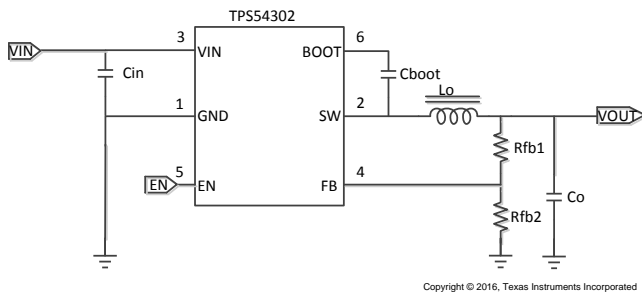 TPS54302
VIN
3
VIN
BOOT
6
Cin
Cboot
Lo
1
GND
SW
2
VOUT
Rfb1
EN
5
EN
FB
4
Rfb2
Co
Copyright © 2016, Texas Instruments Incorporated